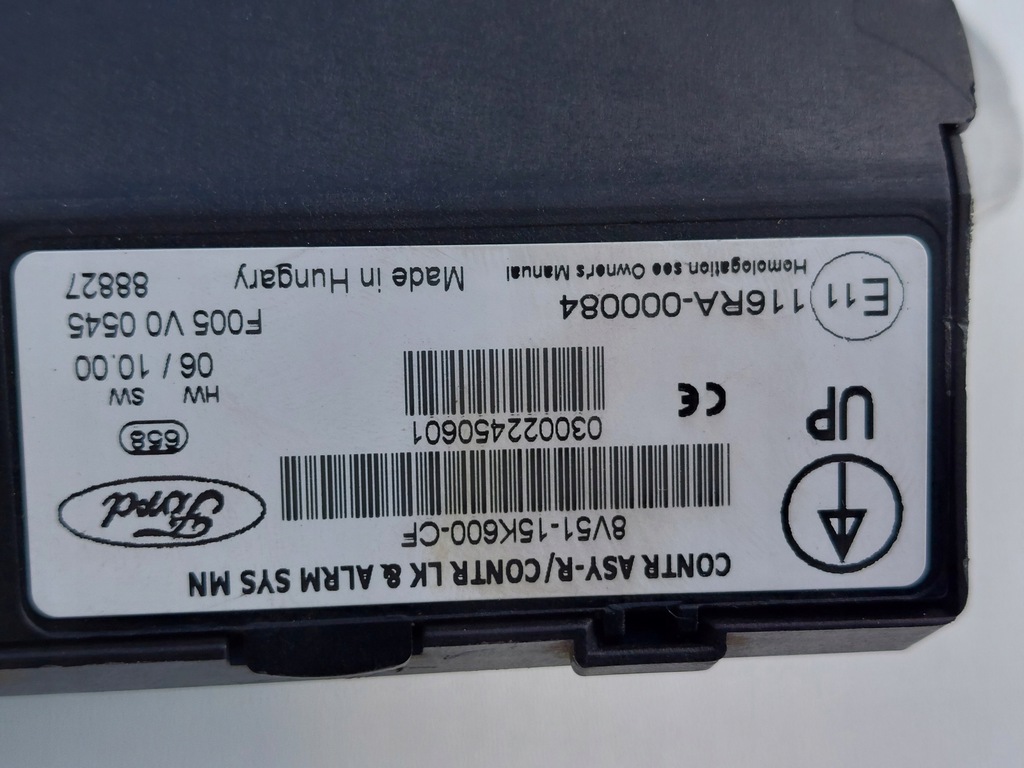 CONTR ASY-R/CONTR LK & ALRM SYS MN
8V51-15K600-CF
Ford
UP
030022450601
658
CE
HW SW
06 / 10.00
E11 116RA-000084
F005 V0 0545
Homologation.see Owner's Manual
Made in Hungary
88827